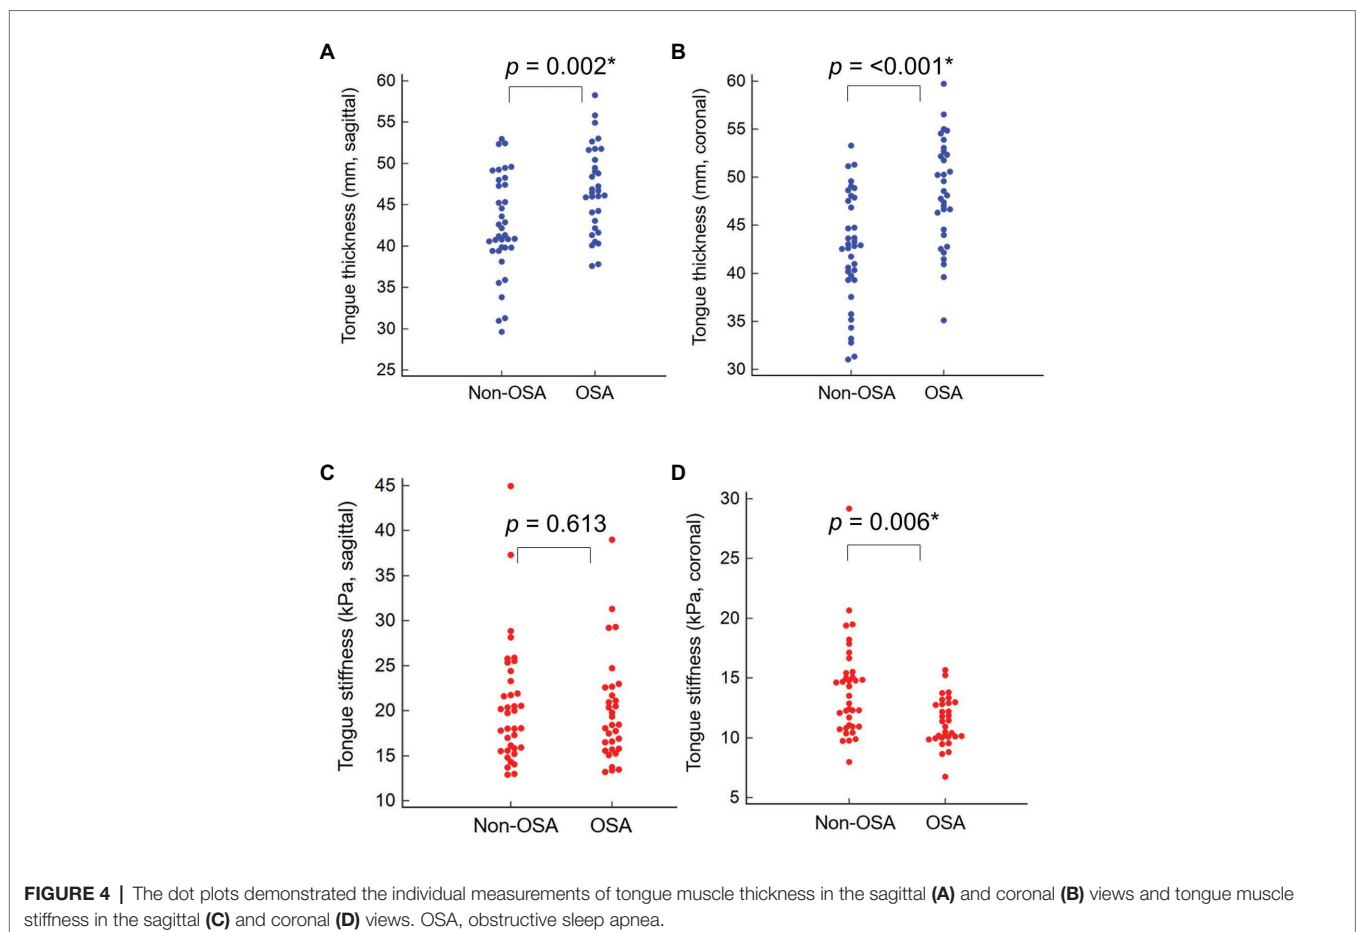 A
p = 0.002*
60
55
50
45
40
35
30
25
Tongue thickness (mm, sagittal)
Non-OSA OSA
B
p = <0.001*
60
55
50
45
40
35
30
Tongue thickness (mm, coronal)
Non-OSA OSA
C
p = 0.613
45
40
35
30
25
20
15
10
Tongue stiffness (kPa, sagittal)
Non-OSA OSA
D
p = 0.006*
30
25
20
15
10
5
Tongue stiffness (kPa, coronal)
Non-OSA OSA
FIGURE 4 | The dot plots demonstrated the individual measurements of tongue muscle thickness in the sagittal (A) and coronal (B) views and tongue muscle
stiffness in the sagittal (C) and coronal (D) views. OSA, obstructive sleep apnea.